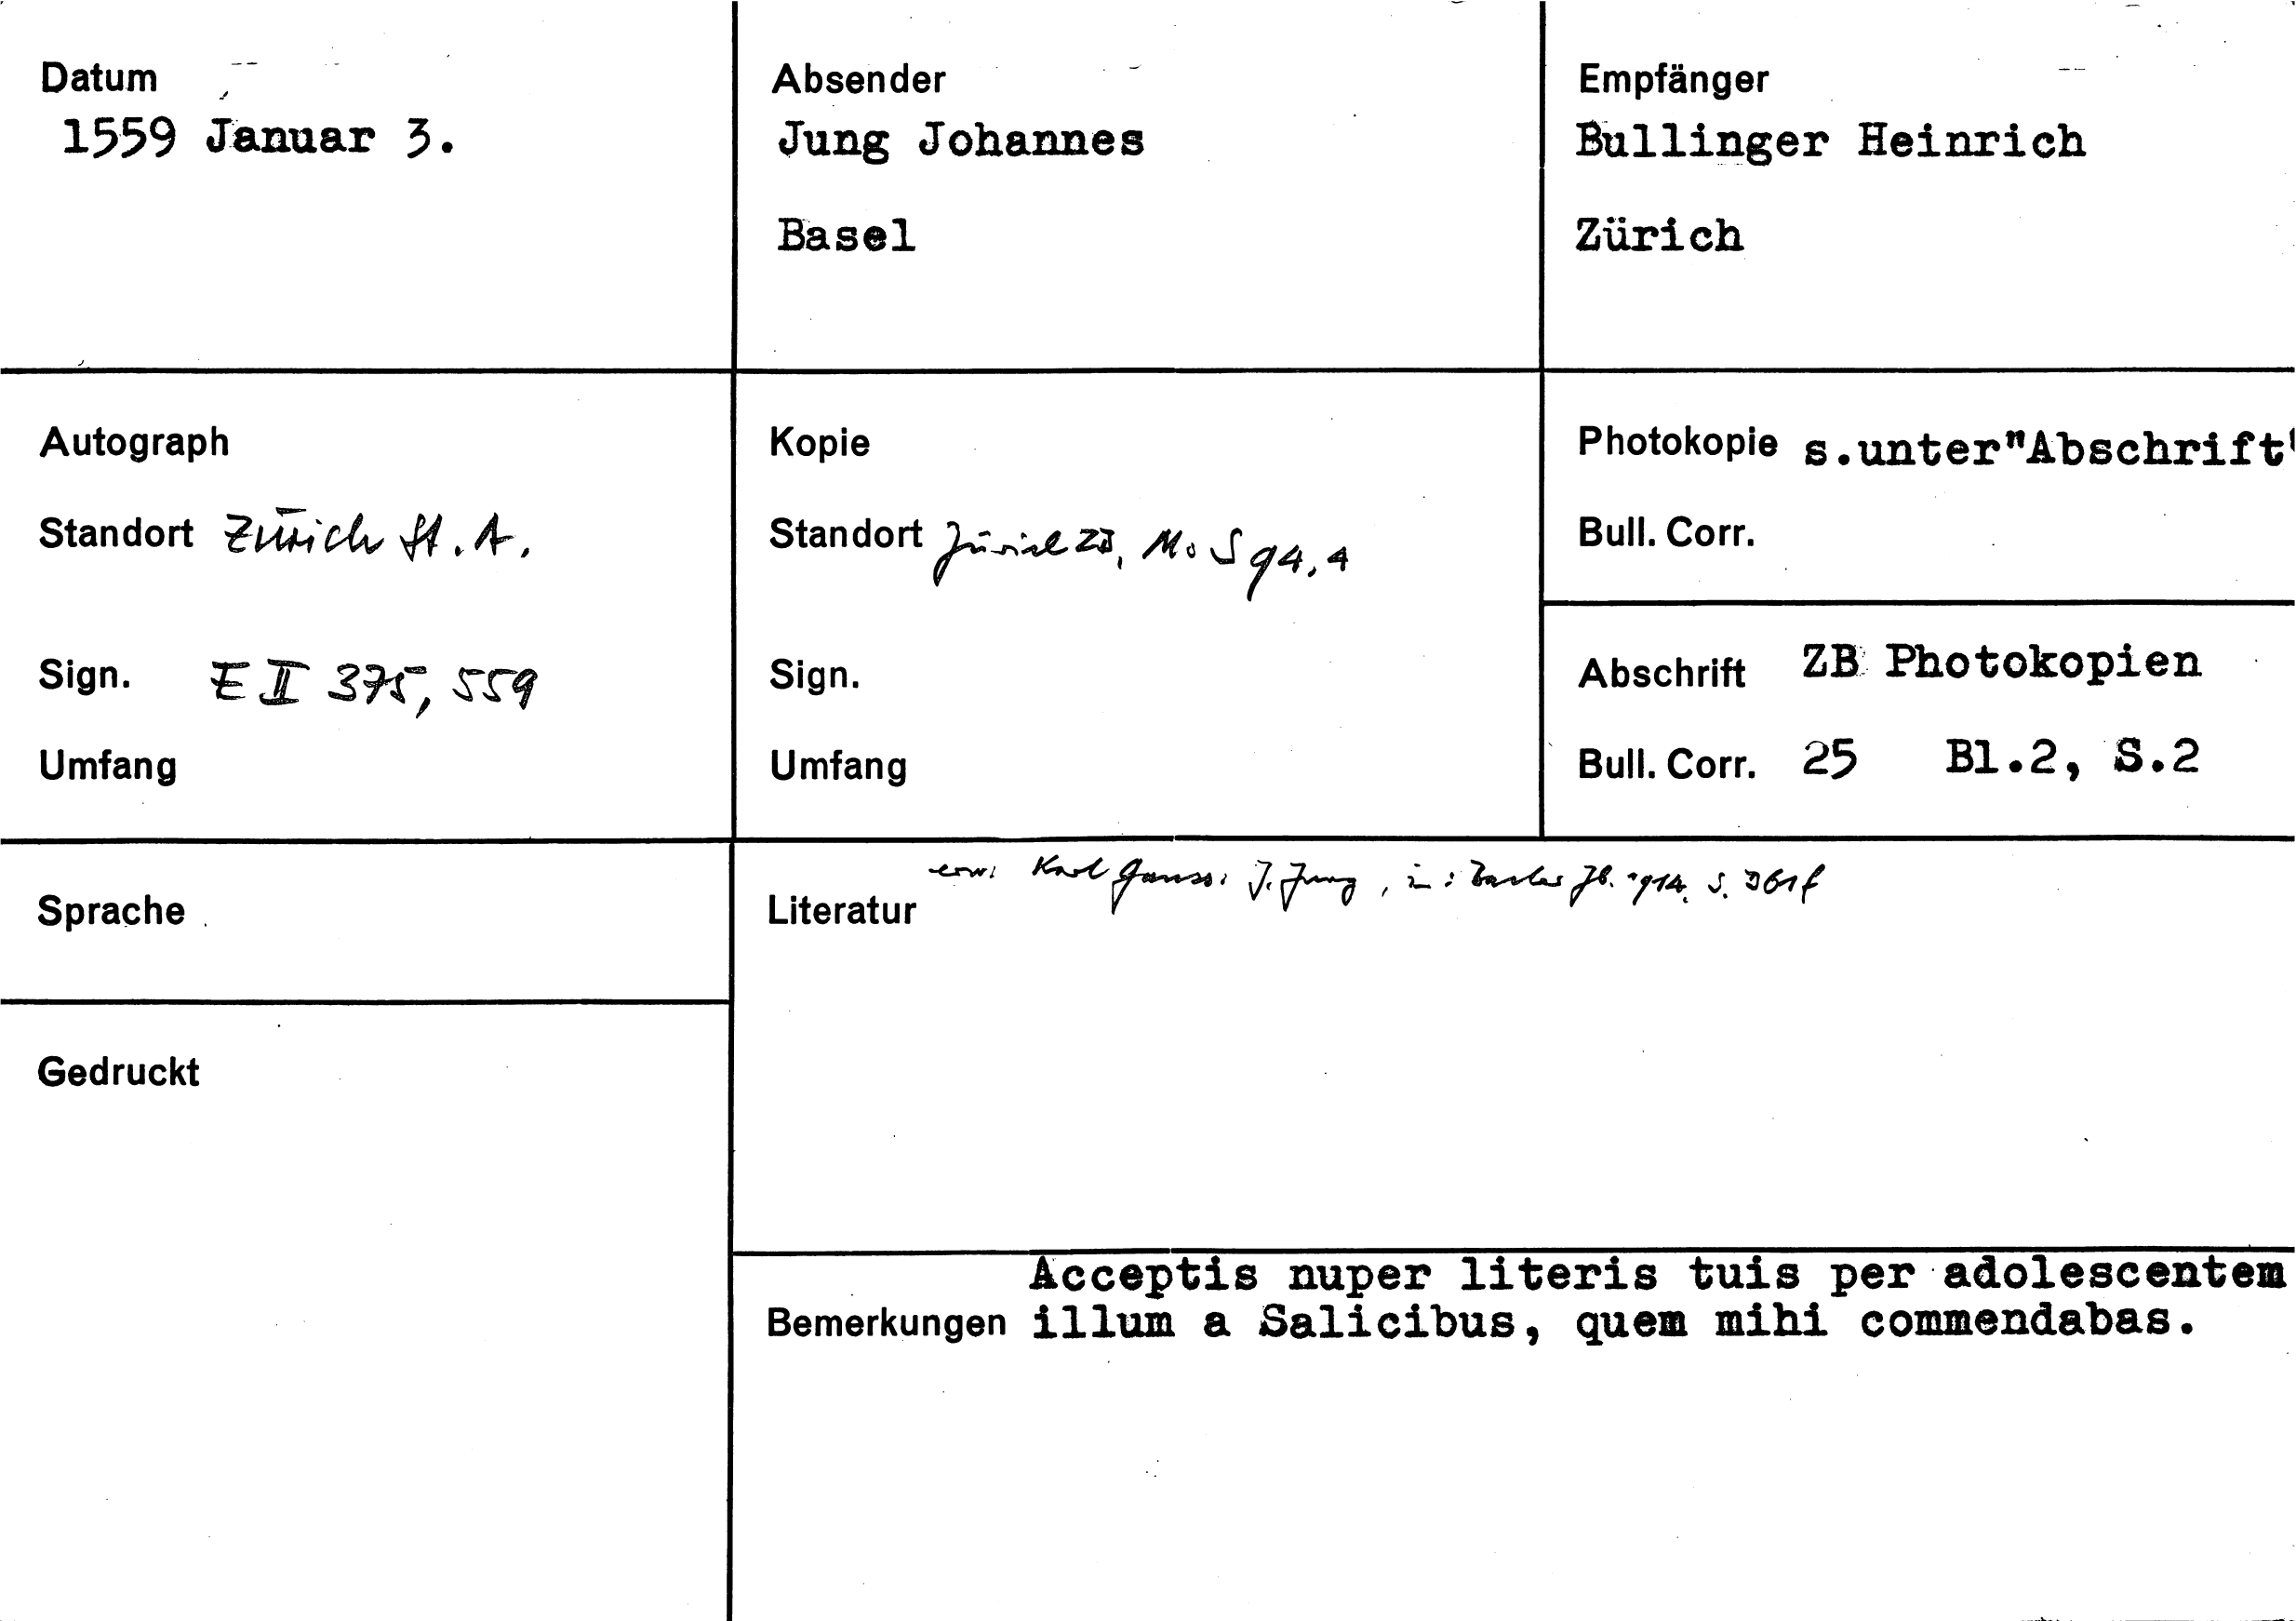 Datum
1559 Januar 3.
Absender
Jung Johannes
Basel
Empfänger
Bullinger Heinrich
Zürich
Autograph
Standort Zürich St. A.
Sign. E II 375, 559
Umfang
Kopie
Standort Zürich ZB, Ms S 94, 4
Sign.
Umfang
Photokopie s.unter"Abschrift"
Bull. Corr.
Abschrift ZB Photokopien
Bull. Corr. 25 Bl.2, S.2
Sprache
Gedruckt
Literatur
erw: Karl Gauss: J. Jung, in: Basler Jb. 1914, S. 361f
Bemerkungen
Acceptis nuper literis tuis per adolescentem
illum a Salicibus, quem mihi commendabas.